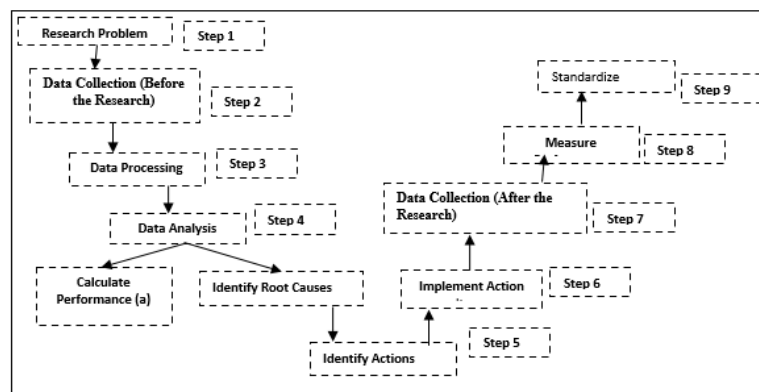 Research Problem
Step 1
Data Collection (Before
the Research)
Step 2
Data Processing
Step 3
Data Analysis
Step 4
Calculate
Performance (a)
Identify Root Causes
Identify Actions
Step 5
Implement Action
Step 6
Data Collection (After the
Research)
Step 7
Measure
Step 8
Standardize
Step 9